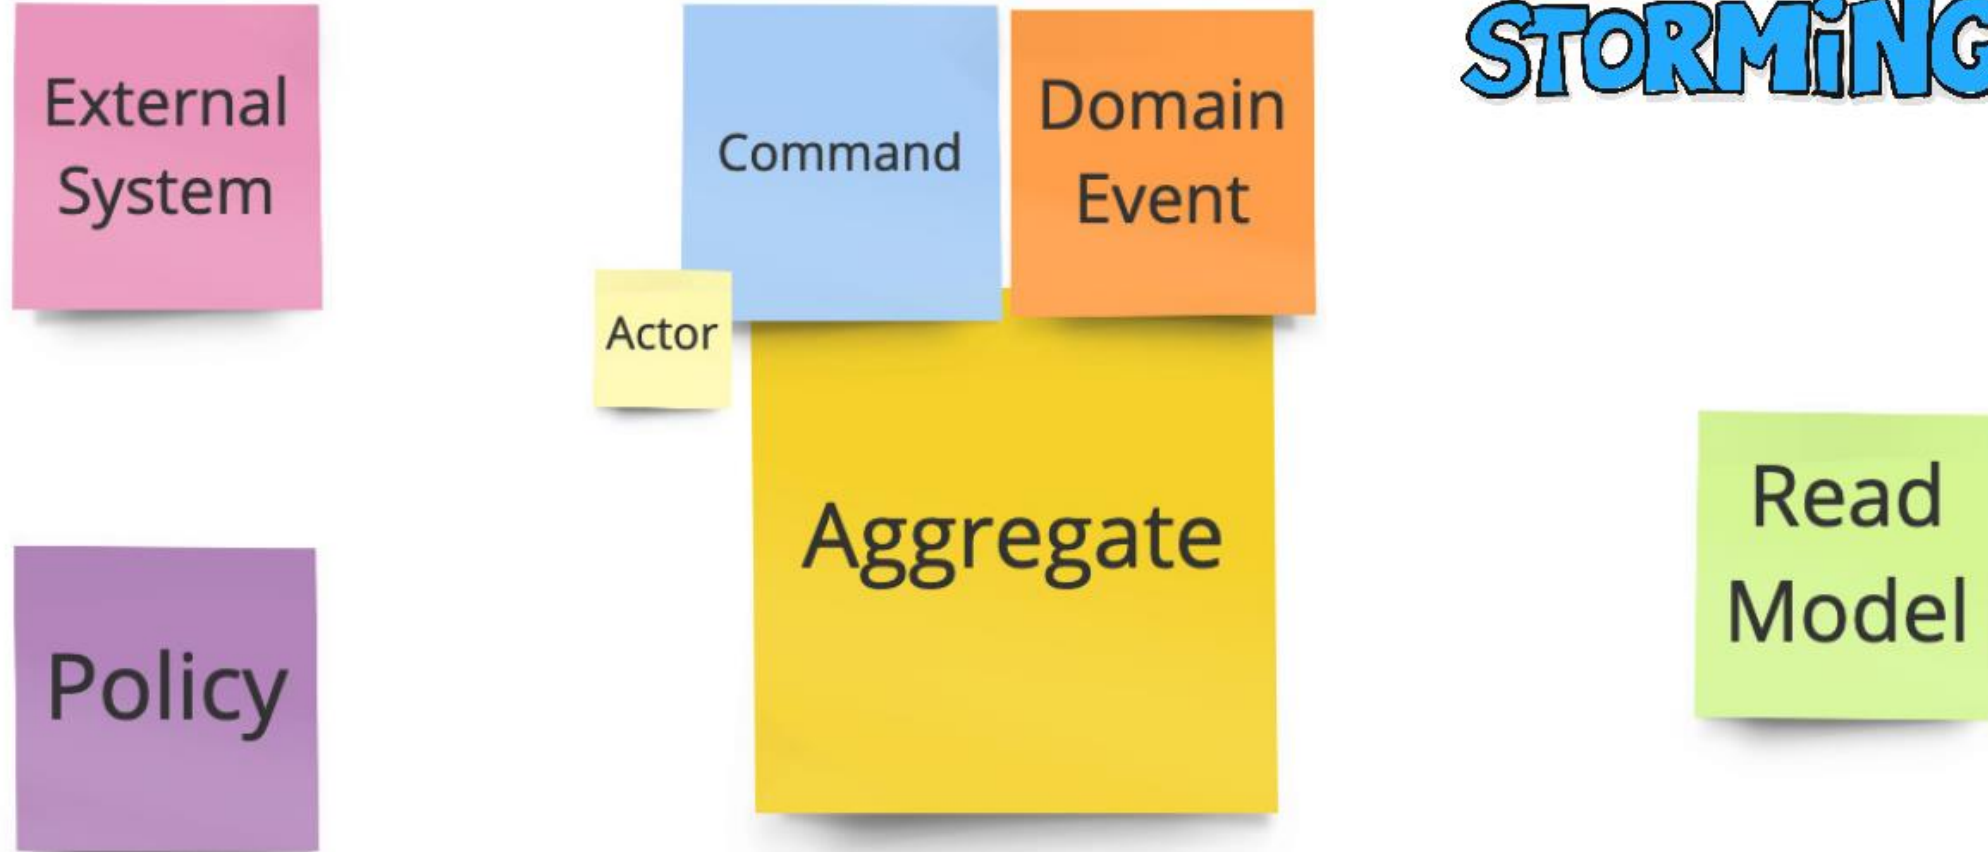 External
System
Command
Domain
Event
STORMiNG
Actor
Aggregate
Read
Model
Policy